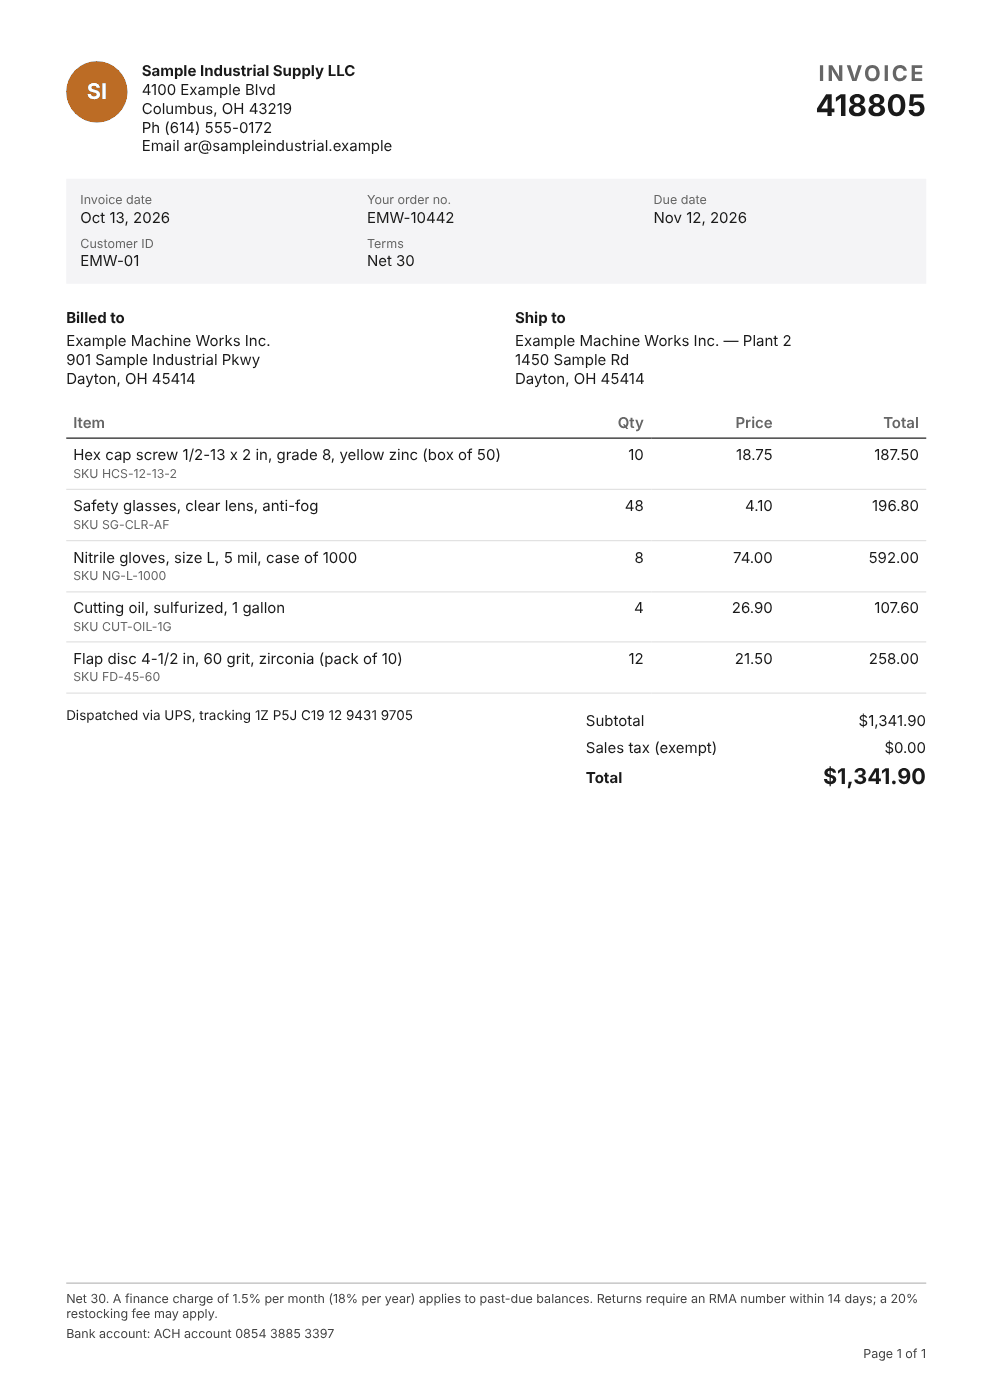 SI
Sample Industrial Supply LLC
4100 Example Blvd
Columbus, OH 43219
Ph (614) 555-0172
Email ar@sampleindustrial.example
INVOICE
418805
Invoice date
Oct 13, 2026
Your order no.
EMW-10442
Due date
Nov 12, 2026
Customer ID
EMW-01
Terms
Net 30
Billed to
Example Machine Works Inc.
901 Sample Industrial Pkwy
Dayton, OH 45414
Ship to
Example Machine Works Inc. — Plant 2
1450 Sample Rd
Dayton, OH 45414
Item Qty Price Total
Hex cap screw 1/2-13 x 2 in, grade 8, yellow zinc (box of 50) 10 18.75 187.50
SKU HCS-12-13-2
Safety glasses, clear lens, anti-fog 48 4.10 196.80
SKU SG-CLR-AF
Nitrile gloves, size L, 5 mil, case of 1000 8 74.00 592.00
SKU NG-L-1000
Cutting oil, sulfurized, 1 gallon 4 26.90 107.60
SKU CUT-OIL-1G
Flap disc 4-1/2 in, 60 grit, zirconia (pack of 10) 12 21.50 258.00
SKU FD-45-60
Dispatched via UPS, tracking 1Z P5J C19 12 9431 9705
Subtotal $1,341.90
Sales tax (exempt) $0.00
Total $1,341.90
Net 30. A finance charge of 1.5% per month (18% per year) applies to past-due balances. Returns require an RMA number within 14 days; a 20%
restocking fee may apply.
Bank account: ACH account 0854 3885 3397
Page 1 of 1